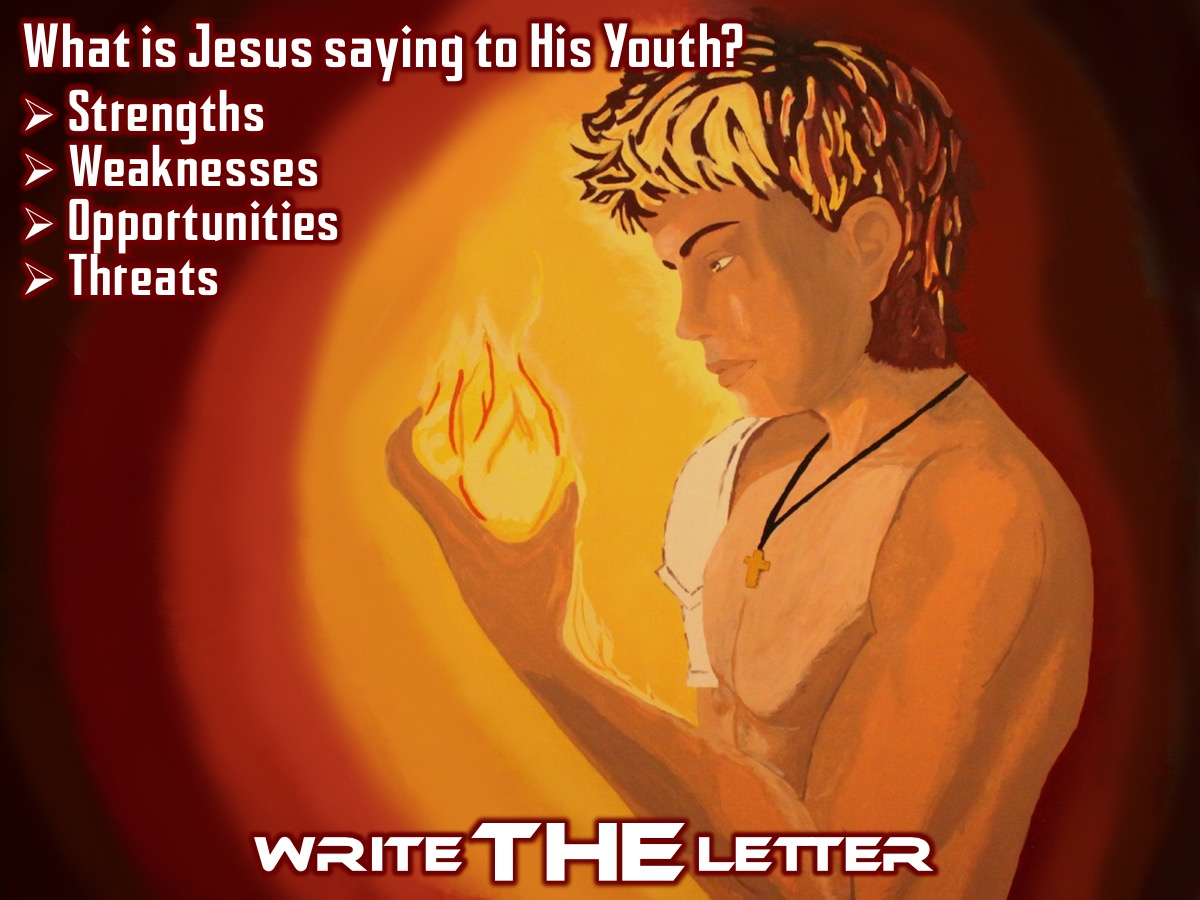 What is Jesus saying to His Youth?
➢ Strengths
➢ Weaknesses
➢ Opportunities
➢ Threats
WRITE THE LETTER